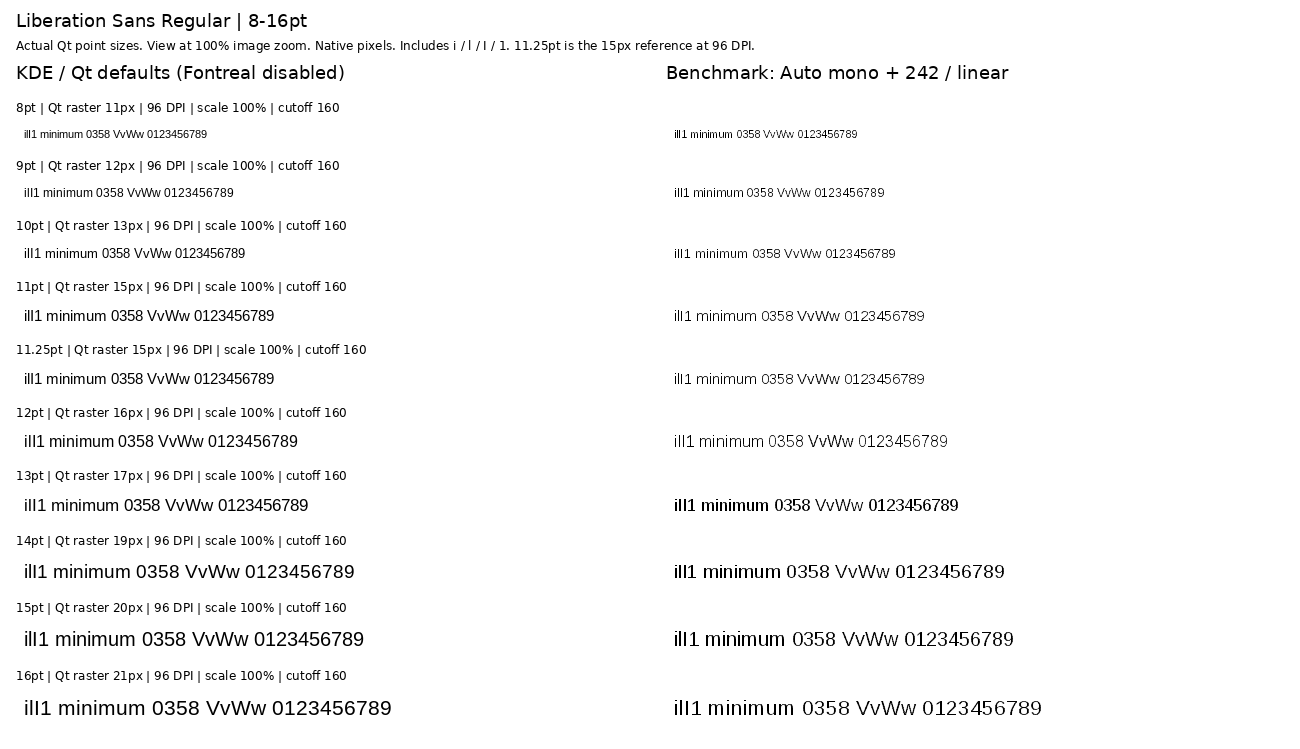 Liberation Sans Regular | 8-16pt
Actual Qt point sizes. View at 100% image zoom. Native pixels. Includes i / l / I / 1. 11.25pt is the 15px reference at 96 DPI.
KDE / Qt defaults (Fontreal disabled)
Benchmark: Auto mono + 242 / linear
8pt | Qt raster 11px | 96 DPI | scale 100% | cutoff 160
ilI1 minimum 0358 VvWw 0123456789
ilI1 minimum 0358 VvWw 0123456789
9pt | Qt raster 12px | 96 DPI | scale 100% | cutoff 160
ilI1 minimum 0358 VvWw 0123456789
ilI1 minimum 0358 VvWw 0123456789
10pt | Qt raster 13px | 96 DPI | scale 100% | cutoff 160
ilI1 minimum 0358 VvWw 0123456789
ilI1 minimum 0358 VvWw 0123456789
11pt | Qt raster 15px | 96 DPI | scale 100% | cutoff 160
ilI1 minimum 0358 VvWw 0123456789
ilI1 minimum 0358 VvWw 0123456789
11.25pt | Qt raster 15px | 96 DPI | scale 100% | cutoff 160
ilI1 minimum 0358 VvWw 0123456789
ilI1 minimum 0358 VvWw 0123456789
12pt | Qt raster 16px | 96 DPI | scale 100% | cutoff 160
ilI1 minimum 0358 VvWw 0123456789
ilI1 minimum 0358 VvWw 0123456789
13pt | Qt raster 17px | 96 DPI | scale 100% | cutoff 160
ilI1 minimum 0358 VvWw 0123456789
ilI1 minimum 0358 VvWw 0123456789
14pt | Qt raster 19px | 96 DPI | scale 100% | cutoff 160
ilI1 minimum 0358 VvWw 0123456789
ilI1 minimum 0358 VvWw 0123456789
15pt | Qt raster 20px | 96 DPI | scale 100% | cutoff 160
ilI1 minimum 0358 VvWw 0123456789
ilI1 minimum 0358 VvWw 0123456789
16pt | Qt raster 21px | 96 DPI | scale 100% | cutoff 160
ilI1 minimum 0358 VvWw 0123456789
ilI1 minimum 0358 VvWw 0123456789